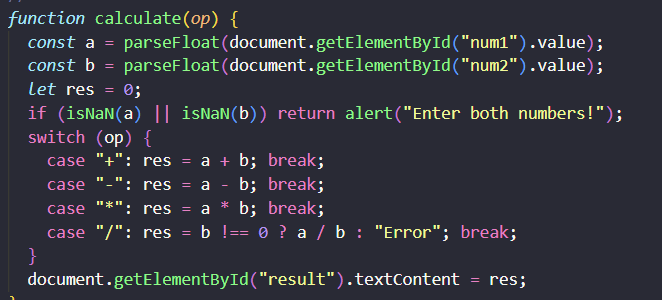 function calculate(op) {
const a = parseFloat(document.getElementById("num1").value);
const b = parseFloat(document.getElementById("num2").value);
let res = 0;
if (isNaN(a) || isNaN(b)) return alert("Enter both numbers!");
switch (op) {
case "+": res = a + b; break;
case "-": res = a - b; break;
case "*": res = a * b; break;
case "/": res = b !== 0 ? a / b : "Error"; break;
}
document.getElementById("result").textContent = res;
}